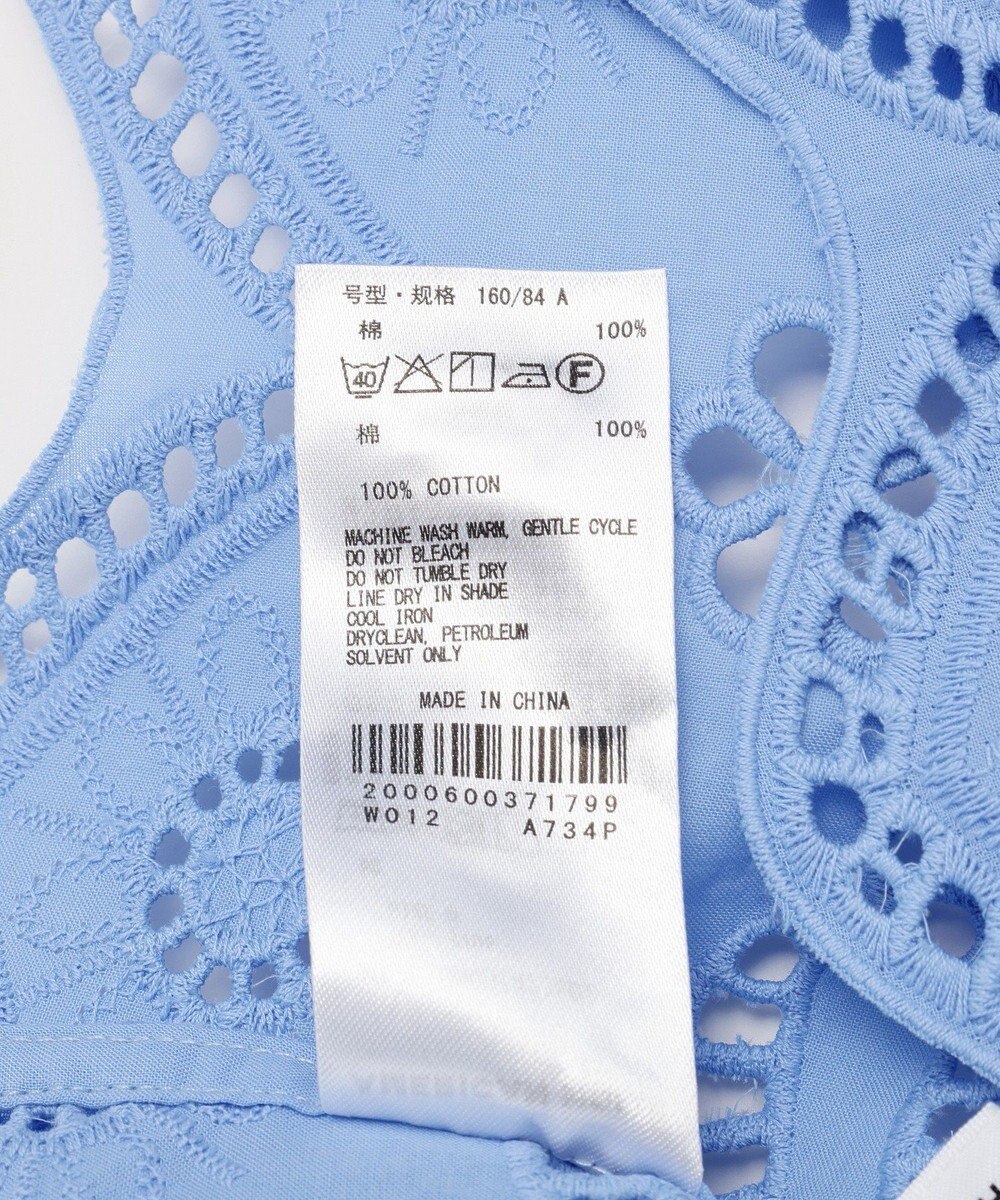 号型・规格 160/84 A
棉 100%
40 F
棉 100%
100% COTTON
MACHINE WASH WARM, GENTLE CYCLE
DO NOT BLEACH
DO NOT TUMBLE DRY
LINE DRY IN SHADE
COOL IRON
DRYCLEAN, PETROLEUM
SOLVENT ONLY
MADE IN CHINA
2000600371799
W012 A734P